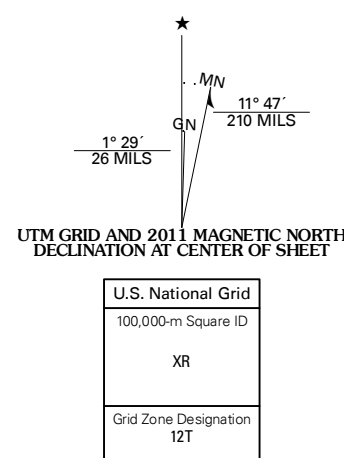 ★
MN
11° 47´
210 MILS
GN
1° 29´
26 MILS
UTM GRID AND 2011 MAGNETIC NORTH
DECLINATION AT CENTER OF SHEET
U.S. National Grid
100,000-m Square ID
XR
Grid Zone Designation
12T